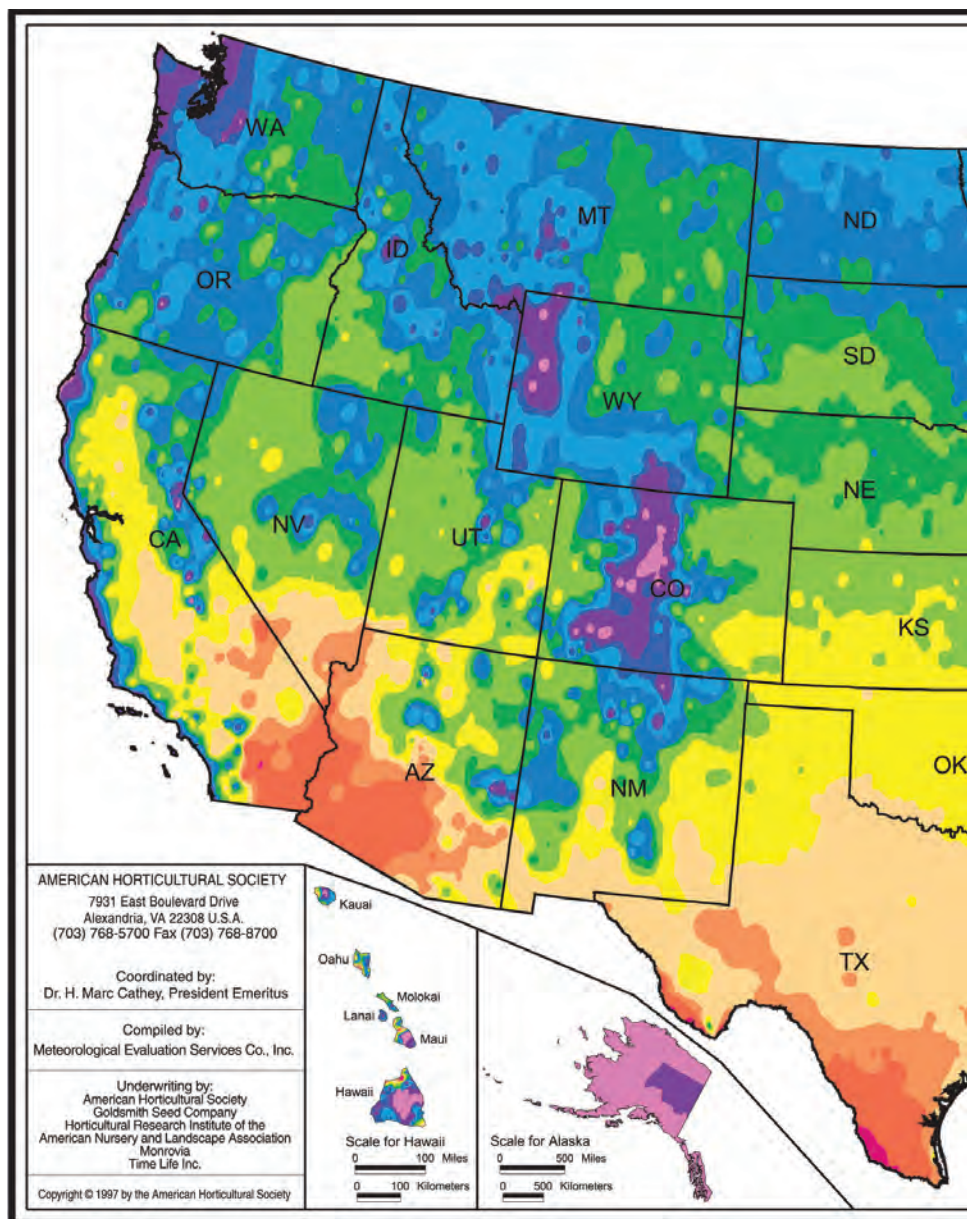 WA
MT
ND
ID
OR
SD
WY
NE
NV
UT
CA
CO
KS
AZ
NM
OK
TX
AMERICAN HORTICULTURAL SOCIETY
7931 East Boulevard Drive
Alexandria, VA 22308 U.S.A.
(703) 768-5700 Fax (703) 768-8700
Coordinated by:
Dr. H. Marc Cathey, President Emeritus
Compiled by:
Meteorological Evaluation Services Co., Inc.
Underwriting by:
American Horticultural Society
Goldsmith Seed Company
Horticultural Research Institute of the
American Nursery and Landscape Association
Monrovia
Time Life Inc.
Copyright © 1997 by the American Horticultural Society
Kauai
Oahu
Molokai
Lanai
Maui
Hawaii
Scale for Hawaii
0 100 Miles
0 100 Kilometers
Scale for Alaska
0 500 Miles
0 500 Kilometers